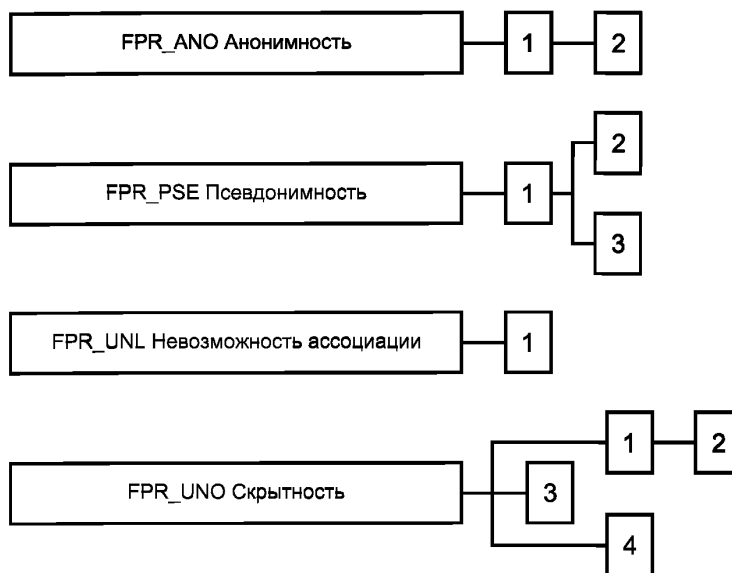 FPR_ANO Анонимность 1 2
2
FPR_PSE Псевдонимность 1
3
FPR_UNL Невозможность ассоциации 1
1 2
FPR_UNO Скрытность 3
4